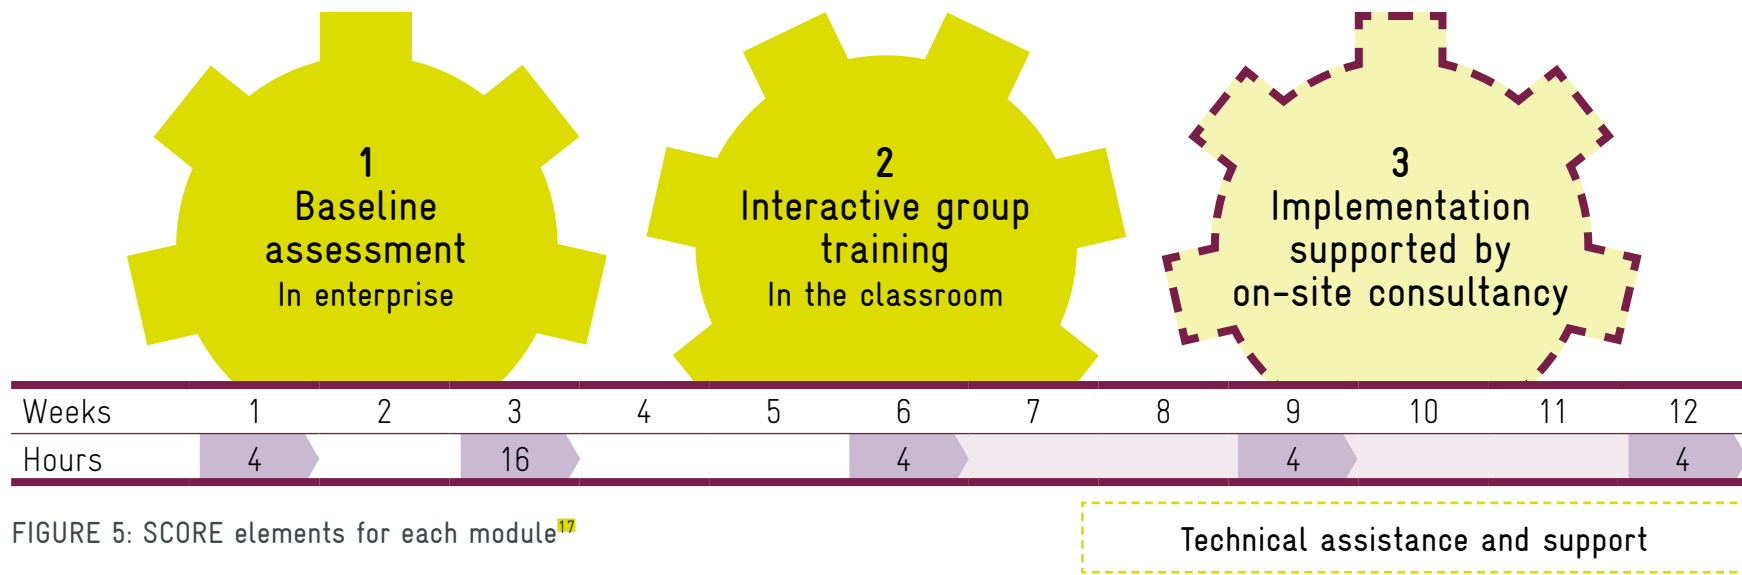 1
Baseline
assessment
In enterprise
2
Interactive group
training
In the classroom
3
Implementation
supported by
on-site consultancy
Weeks 1 2 3 4 5 6 7 8 9 10 11 12
Hours 4 16 4 4 4
FIGURE 5: SCORE elements for each module17
Technical assistance and support